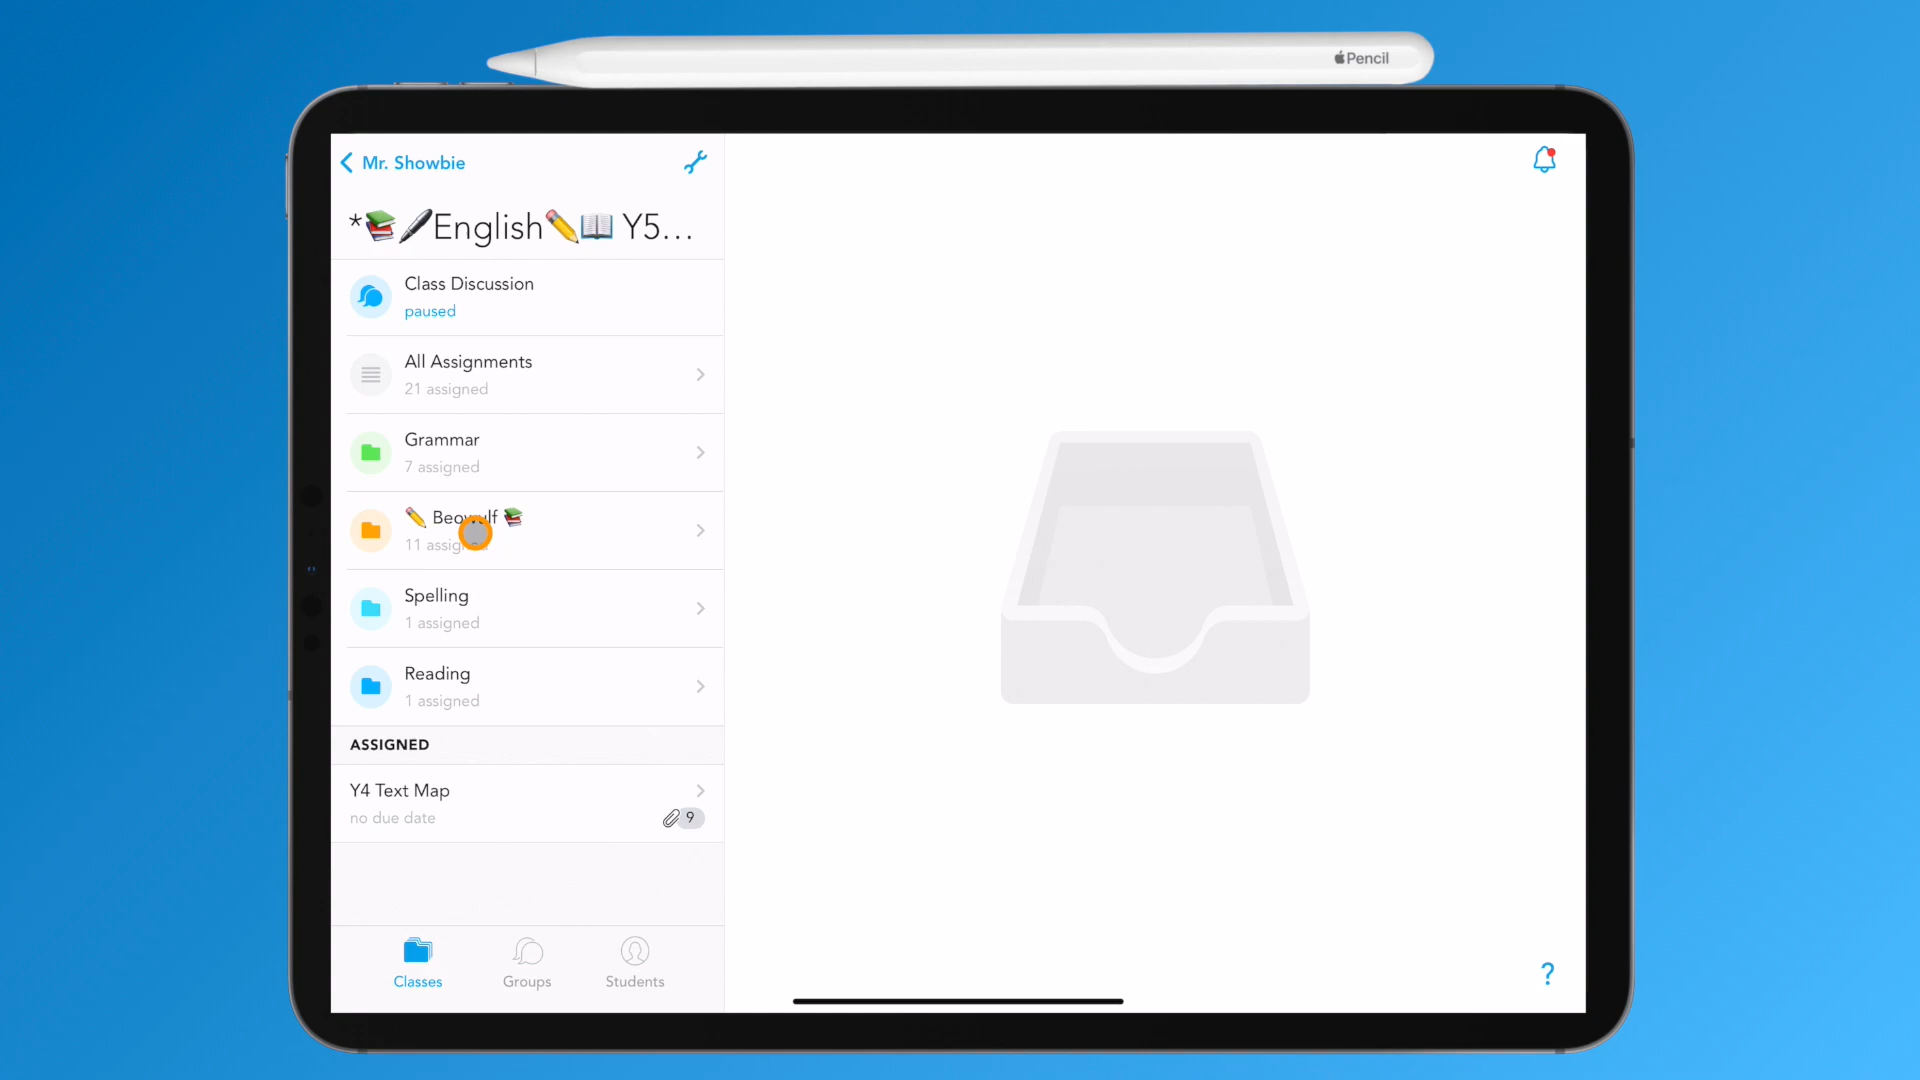 Pencil
Mr. Showbie
*📚🖊English✏️📖 Y5...
Class Discussion
paused
All Assignments
21 assigned
Grammar
7 assigned
✏️ Beowulf 📚
11 assigned
Spelling
1 assigned
Reading
1 assigned
ASSIGNED
Y4 Text Map
no due date
9
Classes
Groups
Students
?